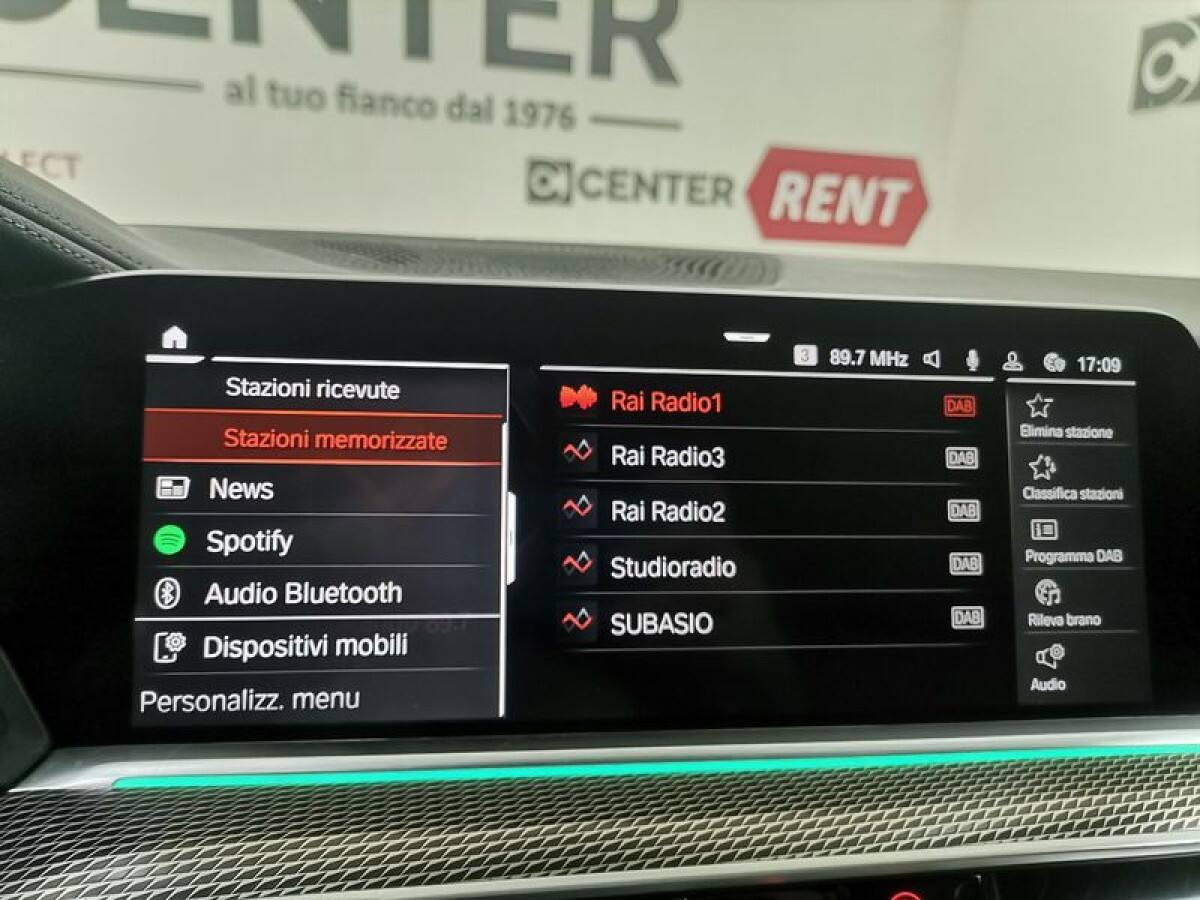 CENTER
al tuo fianco dal 1976
LECT
CENTER RENT
3 89.7 MHz 17:09
Stazioni ricevute
Stazioni memorizzate
News
Spotify
Audio Bluetooth
Dispositivi mobili
Personalizz. menu
Rai Radio1 DAB
Rai Radio3 DAB
Rai Radio2 DAB
Studioradio DAB
SUBASIO DAB
Elimina stazione
Classifica stazioni
Programma DAB
Rileva brano
Audio